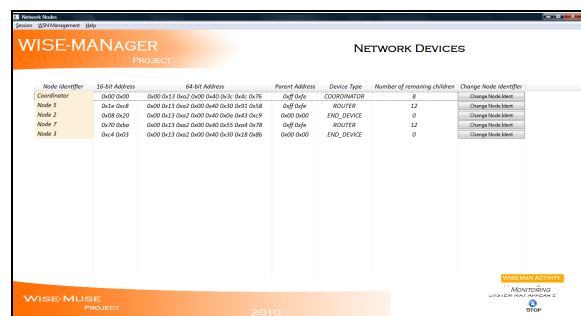 Network Nodes
Session WSN Management Help
WISE-MANAGER
PROJECT
NETWORK DEVICES
Node Identifier 16-bit Address 64-bit Address Parent Address Device Type Number of remaning children Change Node Identifier
Coordinator 0x00 0x00 0x00 0x13 0xa2 0x00 0x40 0x3c 0x4c 0x76 0xff 0xfe COORDINATOR 8 Change Node Ident
Node 5 0x1e 0xc8 0x00 0x13 0xa2 0x00 0x40 0x30 0x91 0x58 0xff 0xfe ROUTER 12 Change Node Ident
Node 2 0x08 0x20 0x00 0x13 0xa2 0x00 0x40 0x0a 0x43 0xc9 0x00 0x00 END_DEVICE 0 Change Node Ident
Node 7 0x70 0xba 0x00 0x13 0xa2 0x00 0x40 0x55 0xa4 0x78 0xff 0xfe ROUTER 12 Change Node Ident
Node 3 0xc4 0x03 0x00 0x13 0xa2 0x00 0x40 0x30 0x18 0x8b 0x00 0x00 END_DEVICE 0 Change Node Ident
WISE-MAN ACTIVITY
MONITORING
STOP
WISE-MUSE
PROJECT
2010